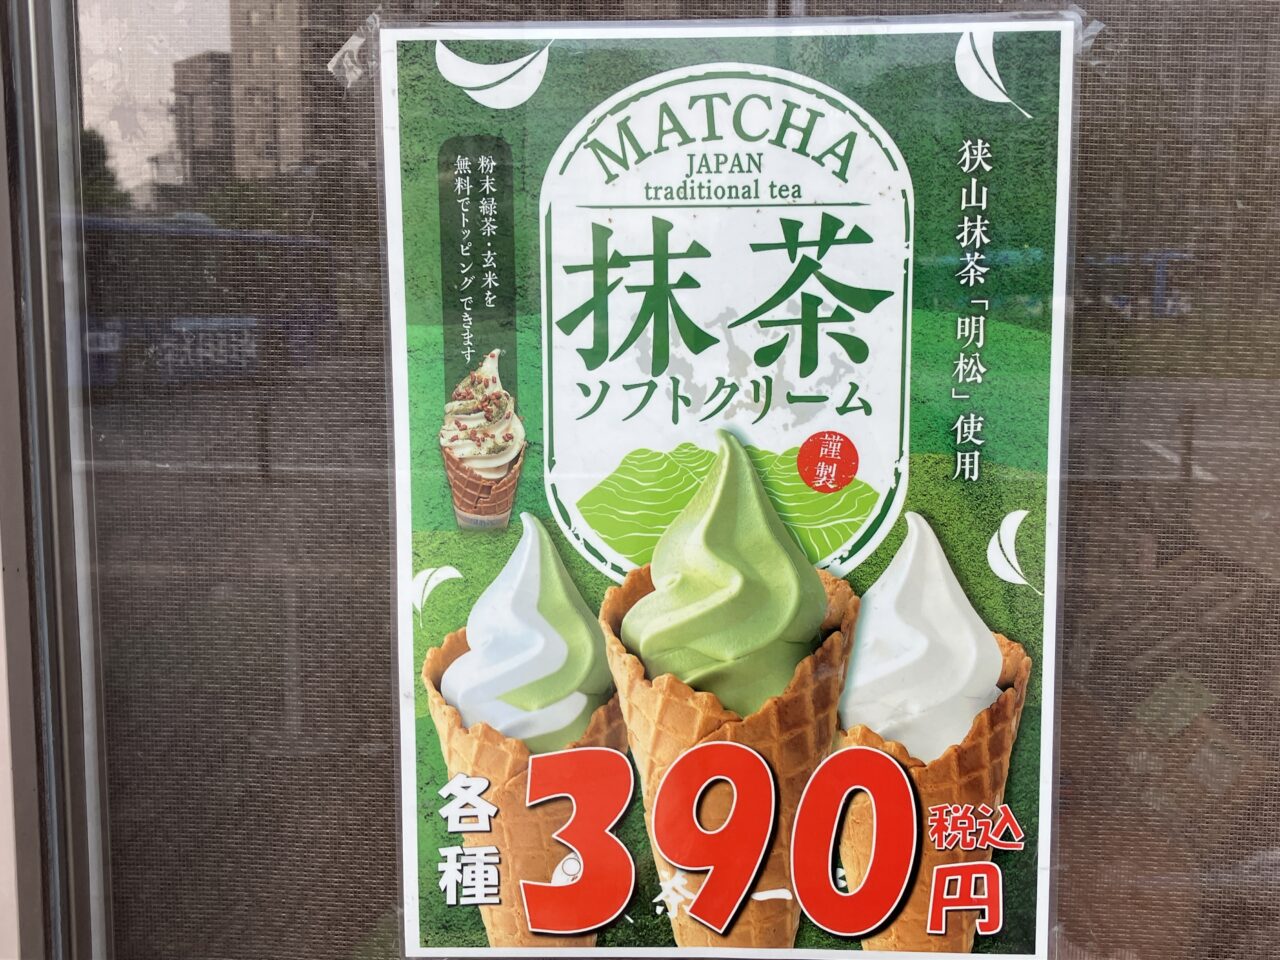 MATCHA
JAPAN
traditional tea
抹茶
ソフトクリーム
謹製
狭山抹茶「明松」使用
粉末緑茶・玄米を
無料でトッピングできます
各種
390
税込
円